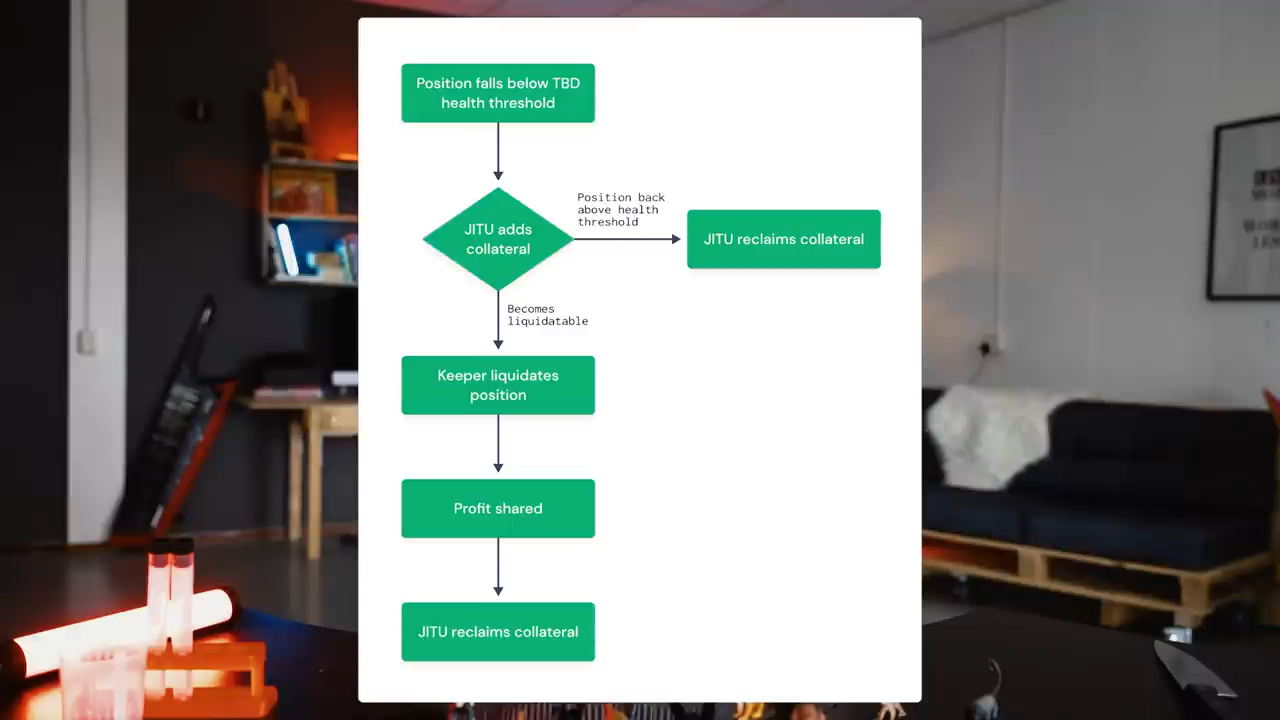 Position falls below TBD
health threshold
JITU adds
collateral
Position back
above health
threshold
JITU reclaims collateral
Becomes
liquidatable
Keeper liquidates
position
Profit shared
JITU reclaims collateral